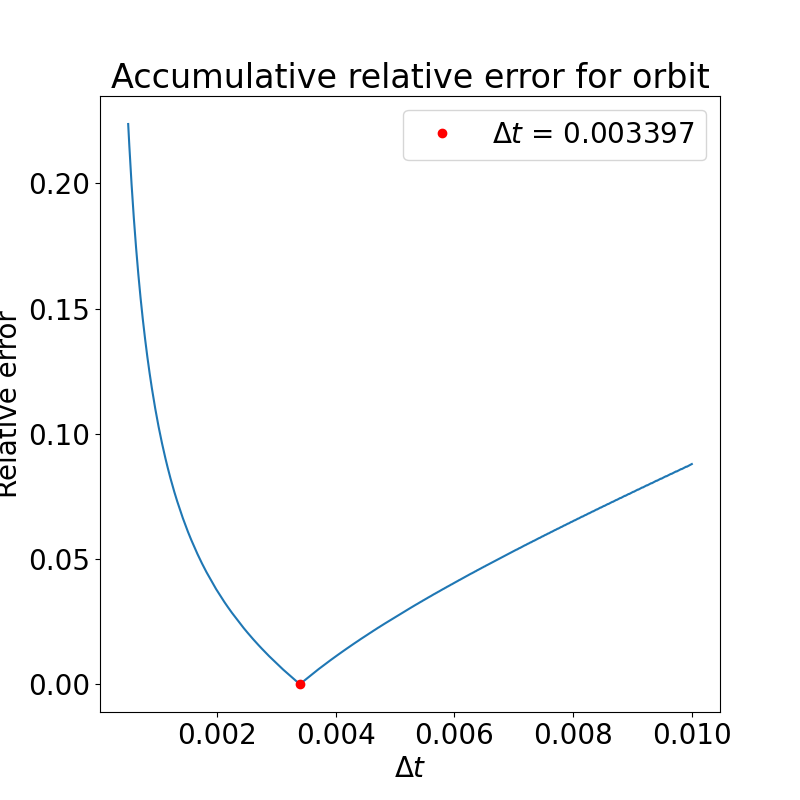 Accumulative relative error for orbit
Δt = 0.003397
0.20
0.15
0.10
0.05
0.00
Relative error
0.002 0.004 0.006 0.008 0.010
Δt